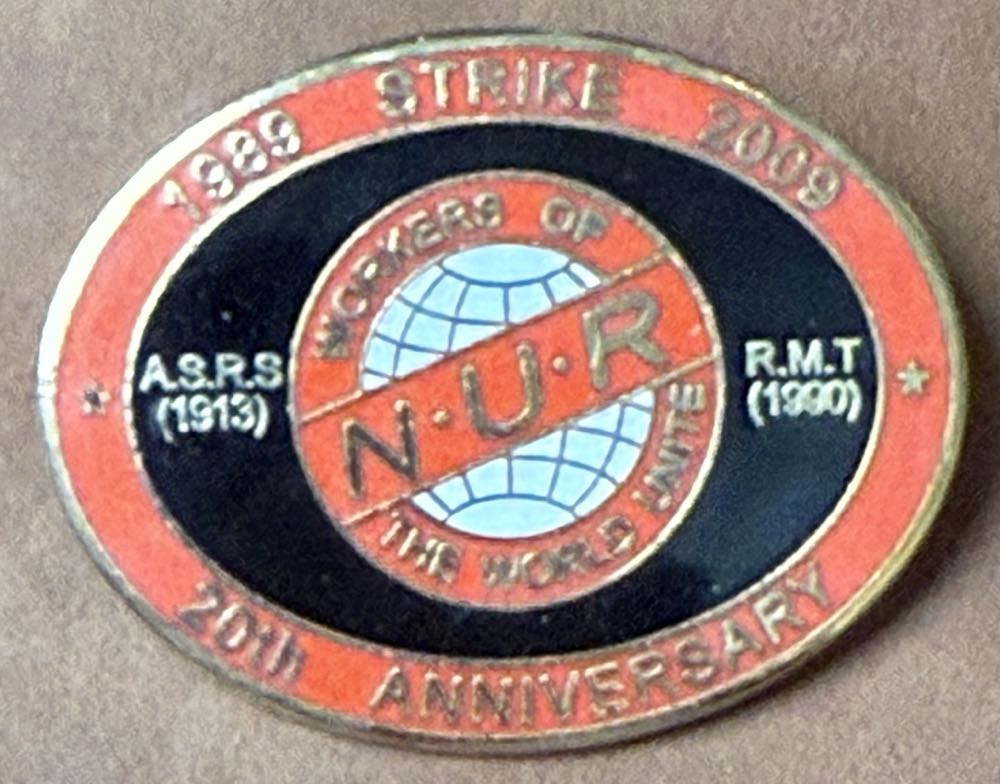 1989 STRIKE 2009
WORKERS OF
A.S.R.S
(1913)
N·U·R
R.M.T
(1990)
THE WORLD UNITE
20th ANNIVERSARY